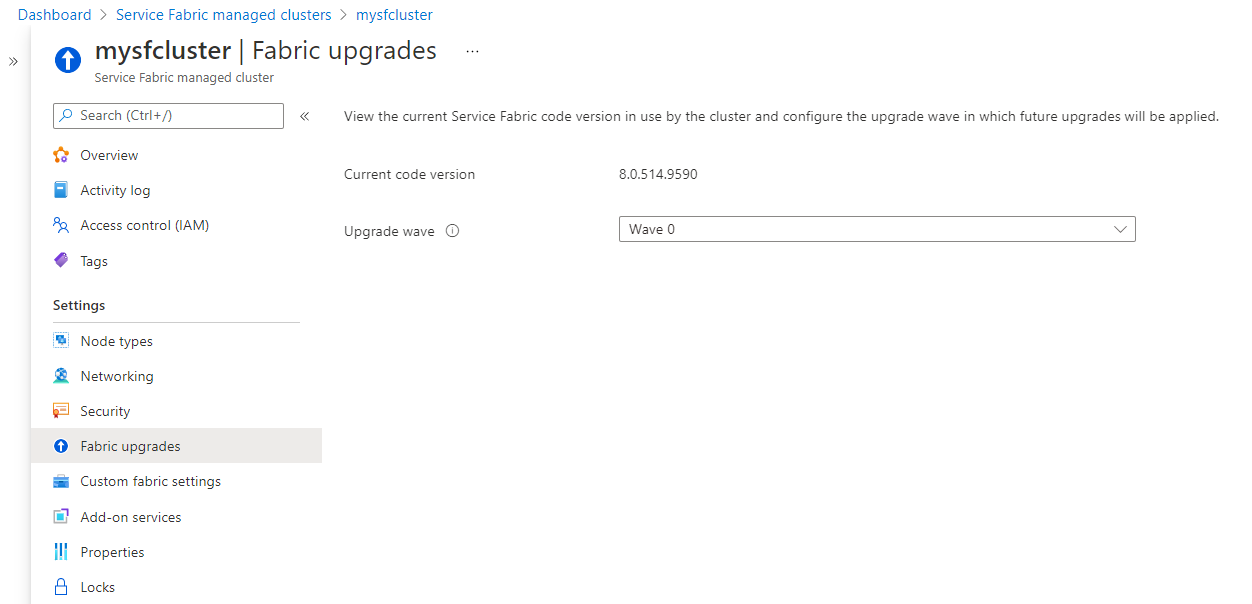 Dashboard > Service Fabric managed clusters > mysfcluster
mysfcluster | Fabric upgrades ...
Service Fabric managed cluster
Search (Ctrl+/)
Overview
Activity log
Access control (IAM)
Tags
Settings
Node types
Networking
Security
Fabric upgrades
Custom fabric settings
Add-on services
Properties
Locks
View the current Service Fabric code version in use by the cluster and configure the upgrade wave in which future upgrades will be applied.
Current code version 8.0.514.9590
Upgrade wave Wave 0